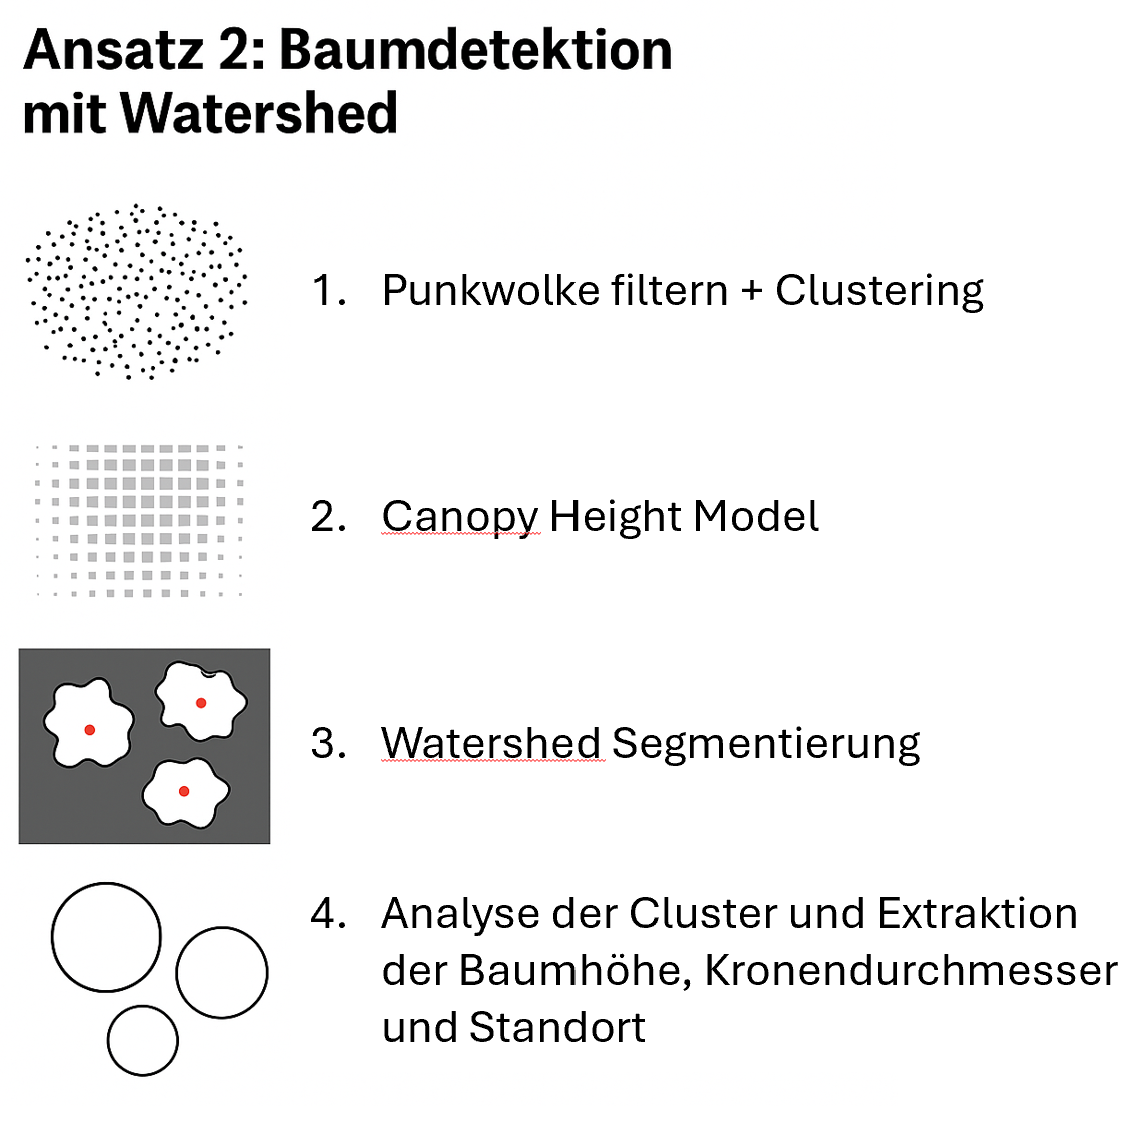 Ansatz 2: Baumdetektion
mit Watershed
1. Punkwolke filtern + Clustering
2. Canopy Height Model
3. Watershed Segmentierung
4. Analyse der Cluster und Extraktion
der Baumhöhe, Kronendurchmesser
und Standort